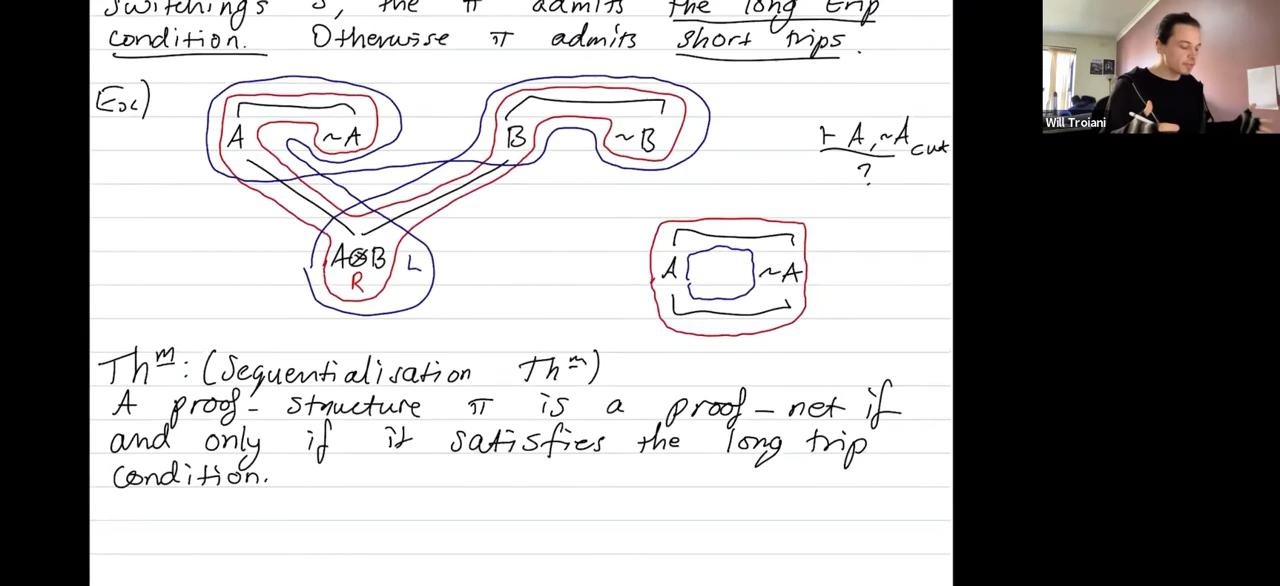 switchings S, the π admits the long trip
condition. Otherwise π admits short trips.
Ex)
A ~A B ~B
⊢ A, ~A cut
?
A⊗B L
R
A ~A
Thᵐ: (Sequentialisation Thᵐ)
A proof-structure π is a proof-net if
and only if it satisfies the long trip
condition.
Will Troiani